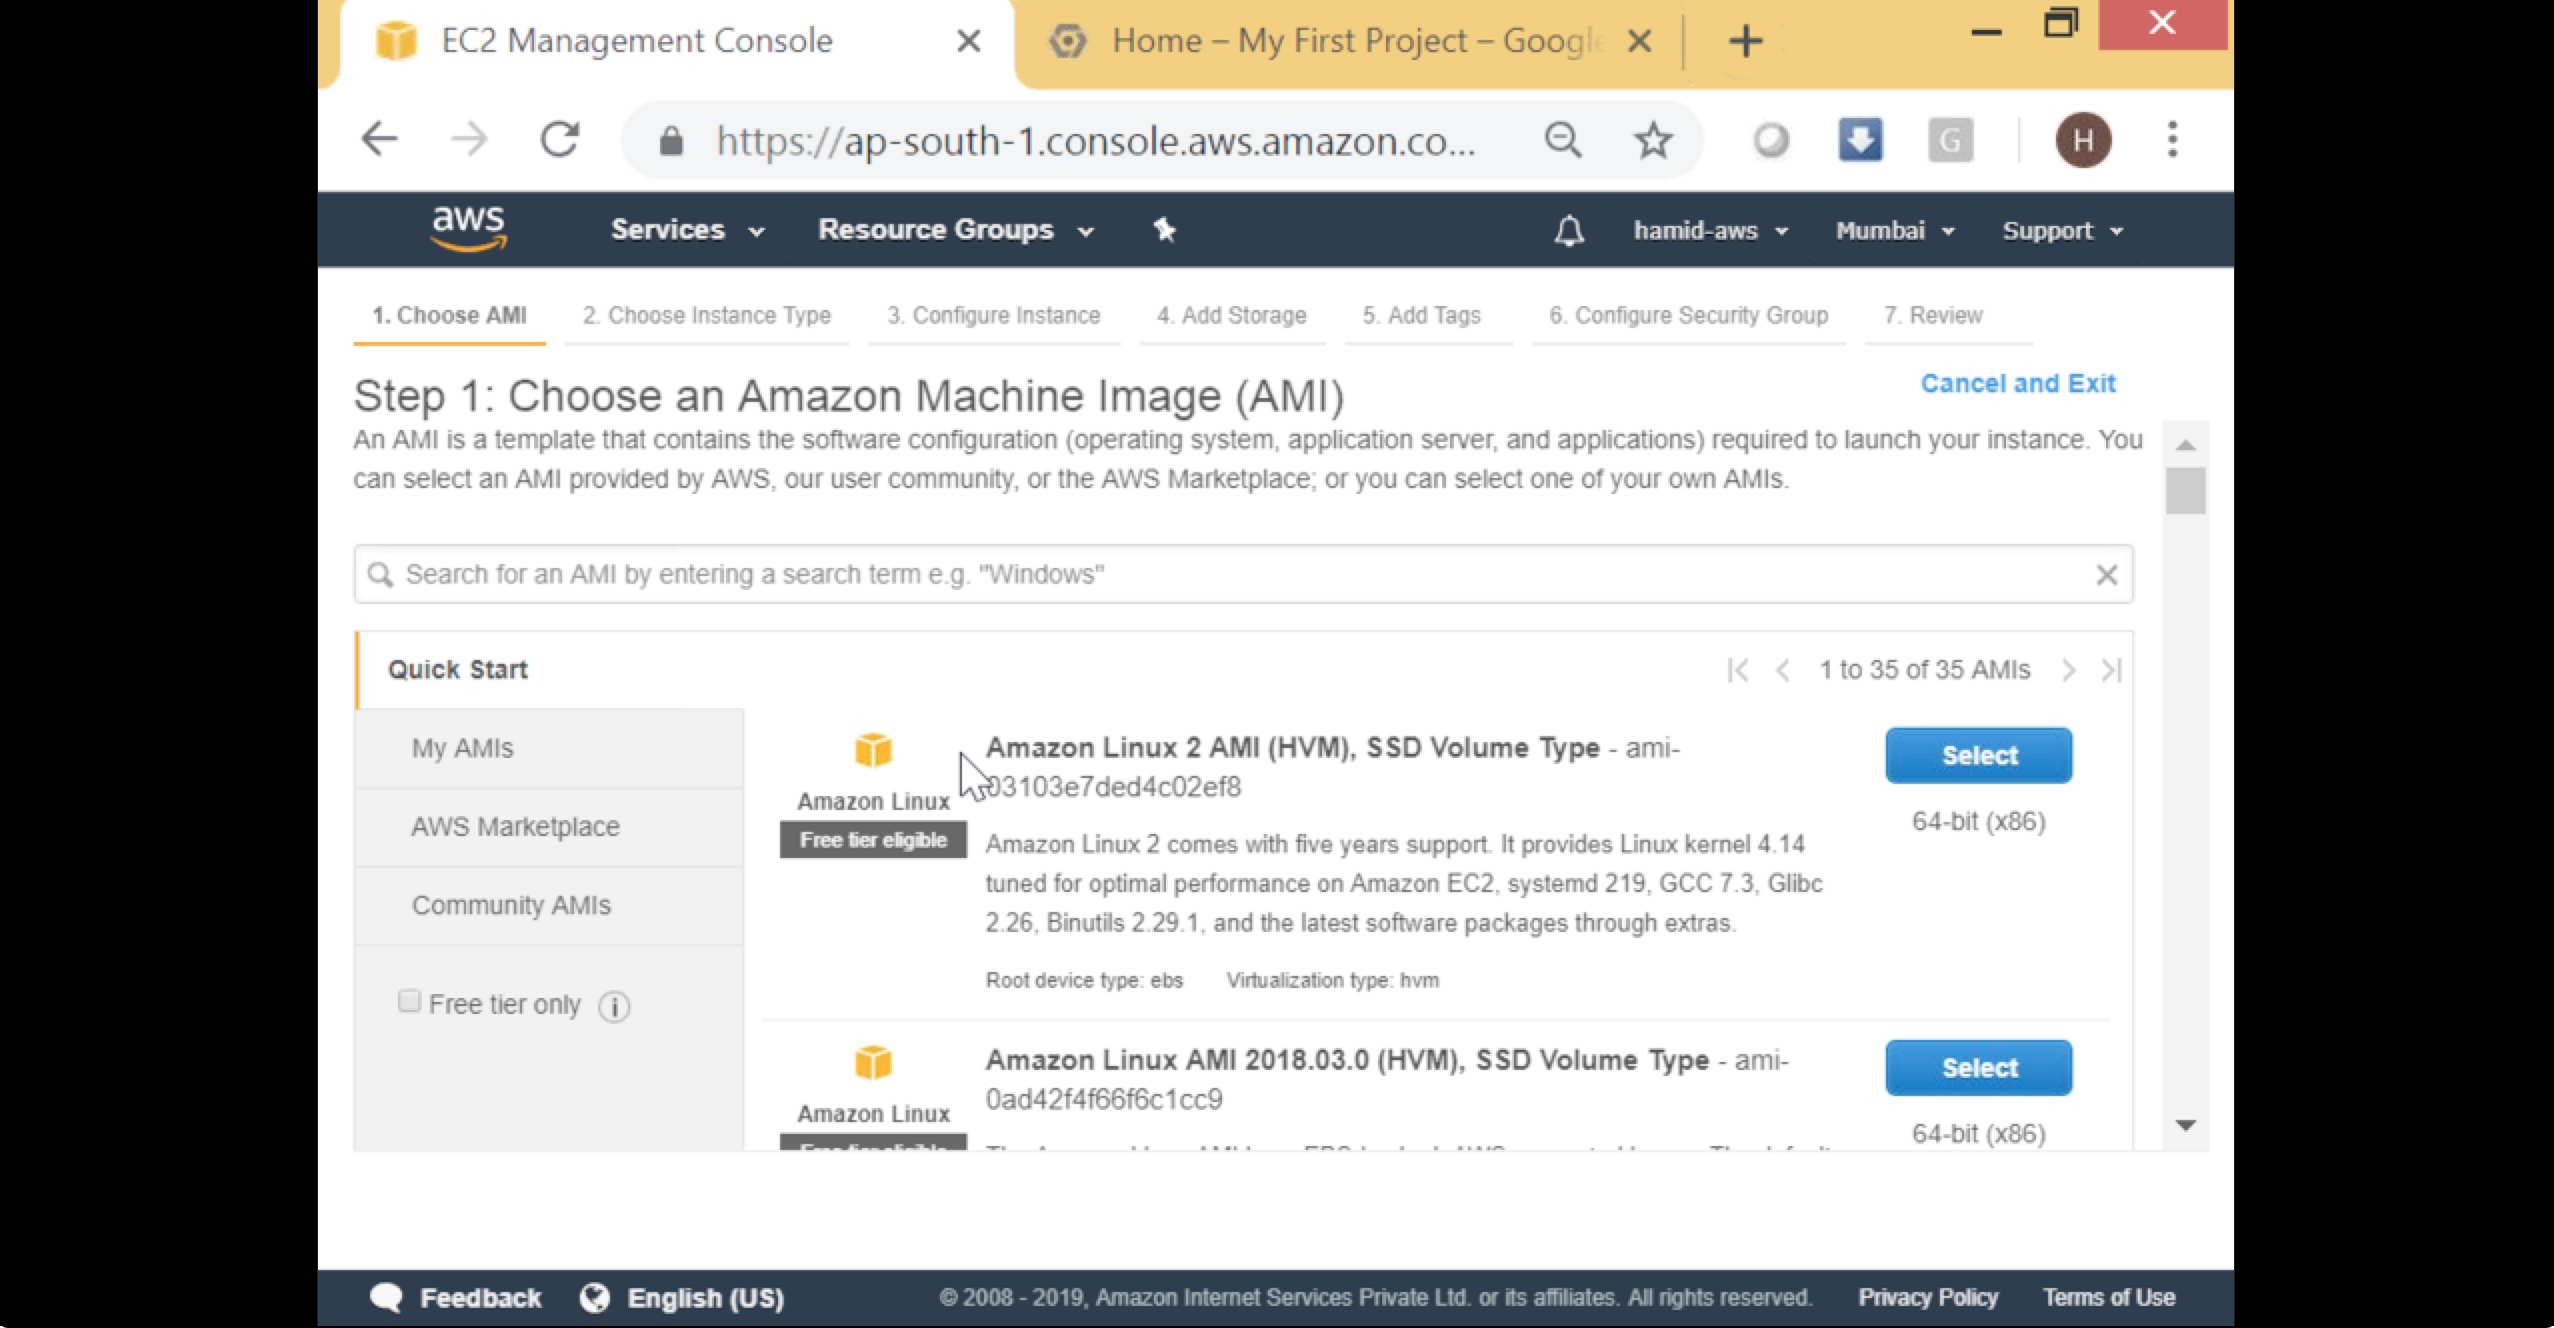 EC2 Management Console
Home – My First Project – Google
https://ap-south-1.console.aws.amazon.co...
G
H
aws
Services
Resource Groups
hamid-aws
Mumbai
Support
1. Choose AMI
2. Choose Instance Type
3. Configure Instance
4. Add Storage
5. Add Tags
6. Configure Security Group
7. Review
Step 1: Choose an Amazon Machine Image (AMI)
Cancel and Exit
An AMI is a template that contains the software configuration (operating system, application server, and applications) required to launch your instance. You
can select an AMI provided by AWS, our user community, or the AWS Marketplace; or you can select one of your own AMIs.
Search for an AMI by entering a search term e.g. "Windows"
Quick Start
1 to 35 of 35 AMIs
My AMIs
AWS Marketplace
Community AMIs
Free tier only
Amazon Linux
Free tier eligible
Amazon Linux 2 AMI (HVM), SSD Volume Type - ami-
03103e7ded4c02ef8
Amazon Linux 2 comes with five years support. It provides Linux kernel 4.14
tuned for optimal performance on Amazon EC2, systemd 219, GCC 7.3, Glibc
2.26, Binutils 2.29.1, and the latest software packages through extras.
Root device type: ebs
Virtualization type: hvm
Select
64-bit (x86)
Amazon Linux
Amazon Linux AMI 2018.03.0 (HVM), SSD Volume Type - ami-
0ad42f4f66f6c1cc9
Select
64-bit (x86)
Feedback
English (US)
© 2008 - 2019, Amazon Internet Services Private Ltd. or its affiliates. All rights reserved.
Privacy Policy
Terms of Use